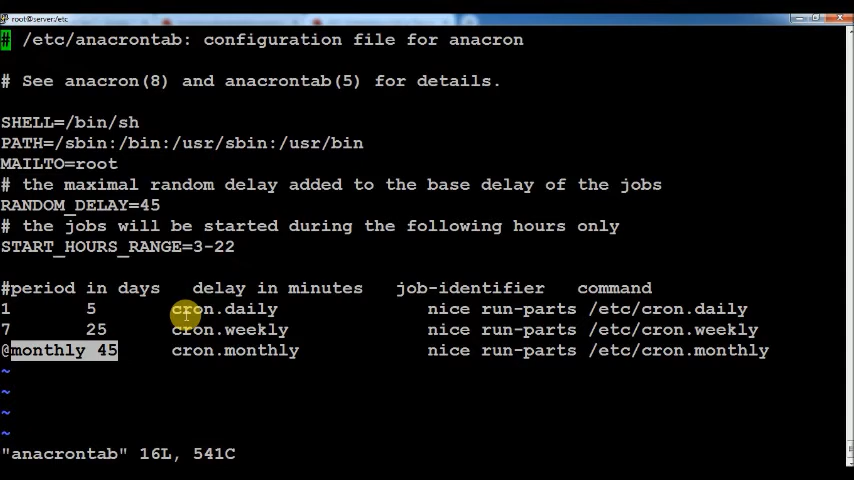 root@server:/etc
# /etc/anacrontab: configuration file for anacron
# See anacron(8) and anacrontab(5) for details.
SHELL=/bin/sh
PATH=/sbin:/bin:/usr/sbin:/usr/bin
MAILTO=root
# the maximal random delay added to the base delay of the jobs
RANDOM_DELAY=45
# the jobs will be started during the following hours only
START_HOURS_RANGE=3-22
#period in days   delay in minutes   job-identifier   command
1       5       cron.daily              nice run-parts /etc/cron.daily
7       25      cron.weekly             nice run-parts /etc/cron.weekly
@monthly 45     cron.monthly            nice run-parts /etc/cron.monthly
~
~
~
~
"anacrontab" 16L, 541C